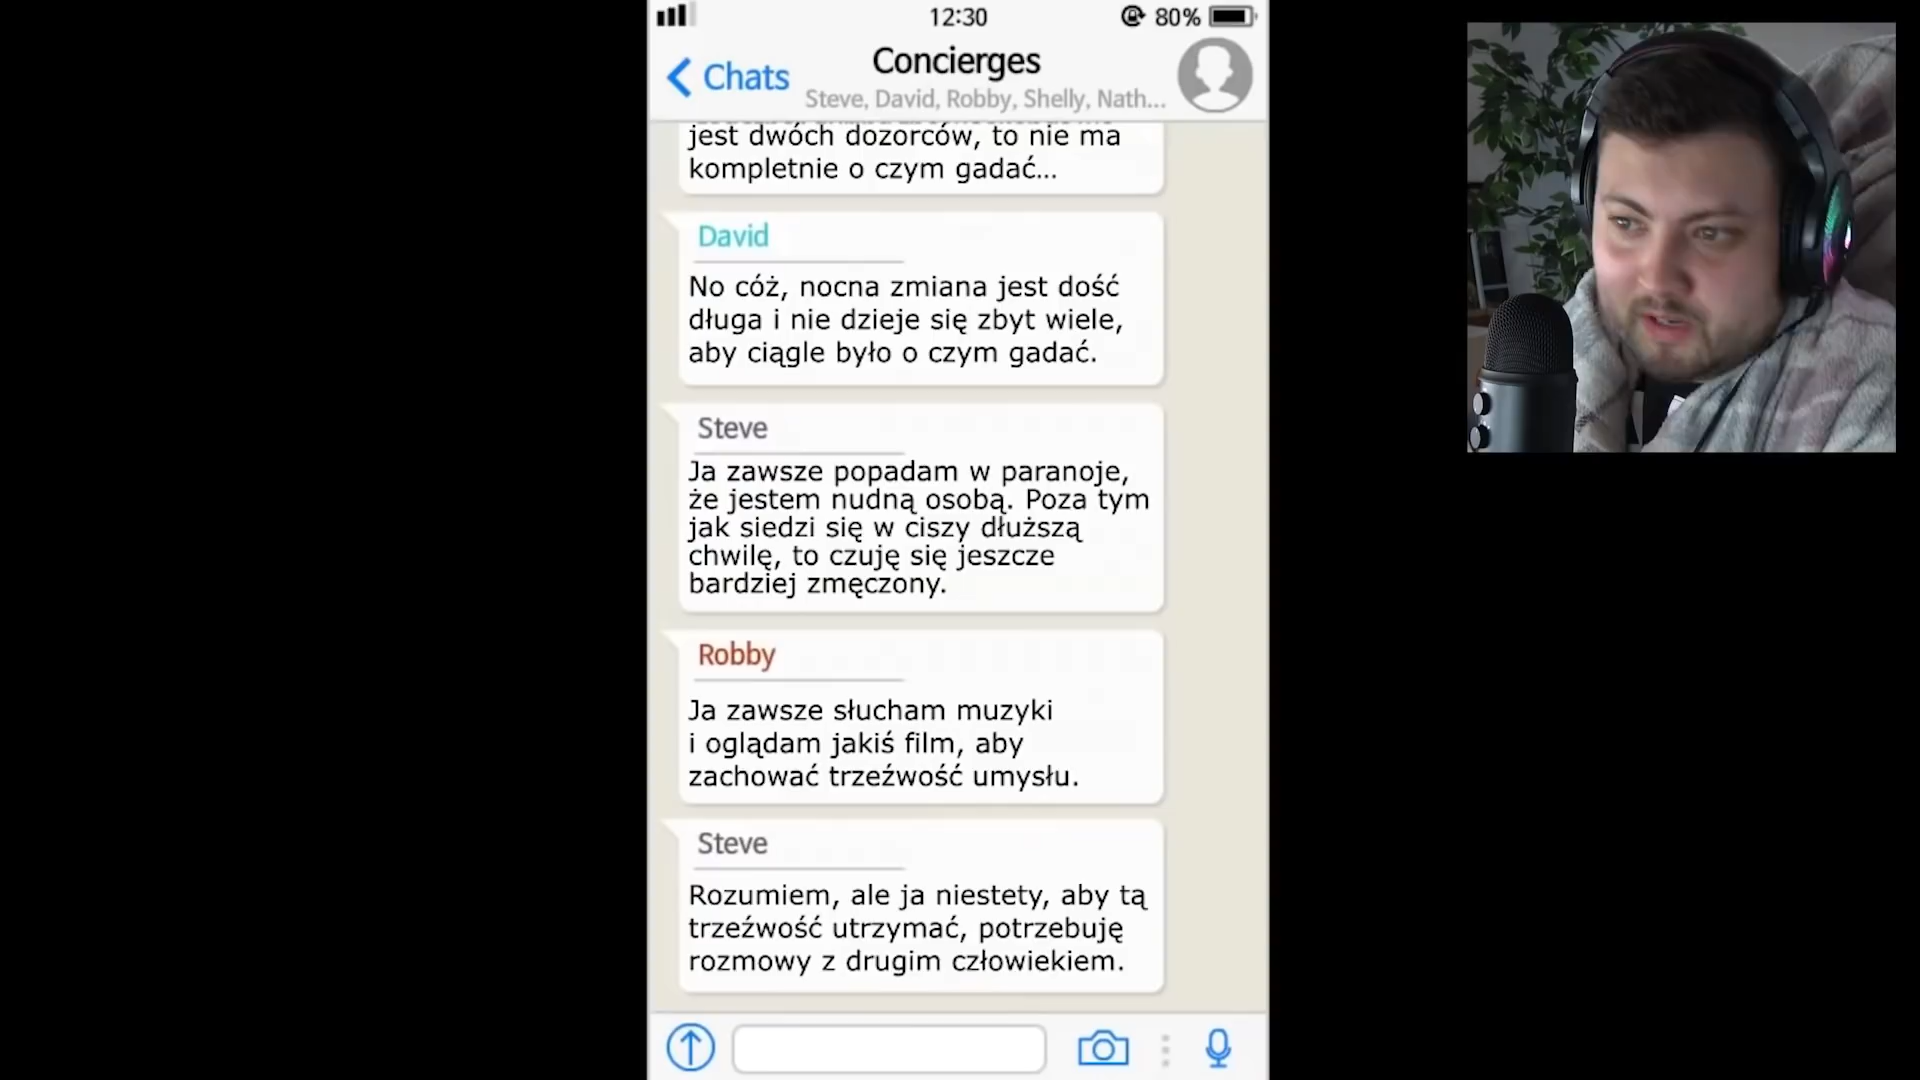 12:30
80%
Chats
Concierges
Steve, David, Robby, Shelly, Nath...
jest dwóch dozorców, to nie ma
kompletnie o czym gadać...
David
No cóż, nocna zmiana jest dość
długa i nie dzieje się zbyt wiele,
aby ciągle było o czym gadać.
Steve
Ja zawsze popadam w paranoje,
że jestem nudną osobą. Poza tym
jak siedzi się w ciszy dłuższą
chwilę, to czuję się jeszcze
bardziej zmęczony.
Robby
Ja zawsze słucham muzyki
i oglądam jakiś film, aby
zachować trzeźwość umysłu.
Steve
Rozumiem, ale ja niestety, aby tą
trzeźwość utrzymać, potrzebuję
rozmowy z drugim człowiekiem.